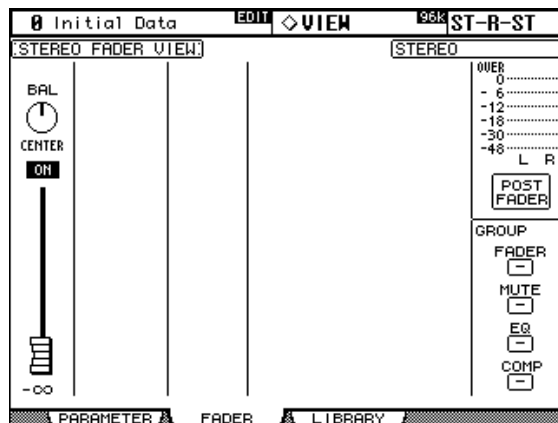 0 Initial Data EDIT ◇VIEW 96k ST-R-ST
STEREO FADER VIEW STEREO
BAL
CENTER
ON
-∞
OVER
0
- 6
-12
-18
-30
-48
L R
POST
FADER
GROUP
FADER
-
MUTE
-
EQ
-
COMP
-
PARAMETER FADER LIBRARY